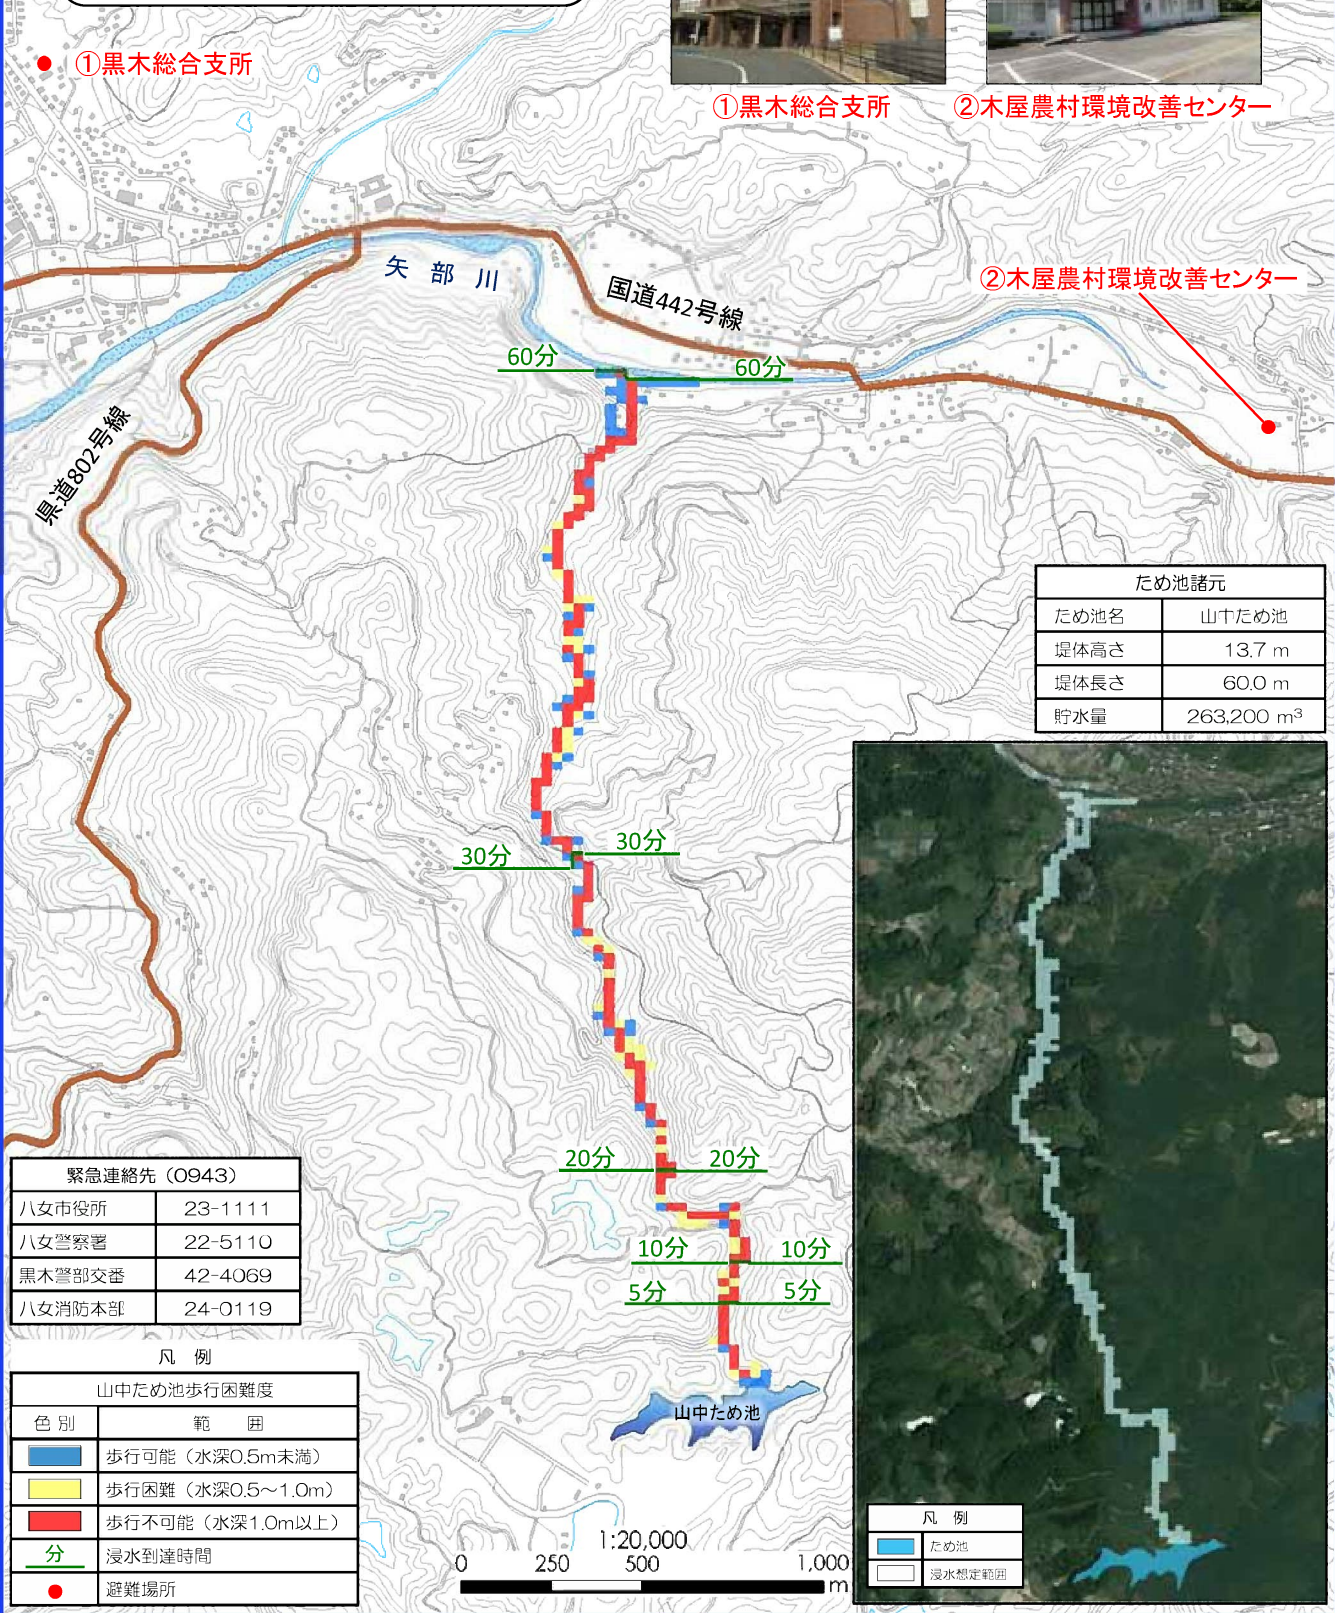 ①黒木総合支所
①黒木総合支所
②木屋農村環境改善センター
矢部川
国道442号線
②木屋農村環境改善センター
60分
60分
県道802号線
ため池諸元
ため池名 山中ため池
堤体高さ 13.7 m
堤体長さ 60.0 m
貯水量 263,200 m³
30分
30分
20分
20分
10分
10分
5分
5分
山中ため池
緊急連絡先（0943）
八女市役所 23-1111
八女警察署 22-5110
黒木警部交番 42-4069
八女消防本部 24-0119
凡 例
山中ため池歩行困難度
色別 範囲
歩行可能（水深0.5m未満）
歩行困難（水深0.5～1.0m）
歩行不可能（水深1.0m以上）
分 浸水到達時間
避難場所
1:20,000
0 250 500 1,000
m
凡 例
ため池
浸水想定範囲